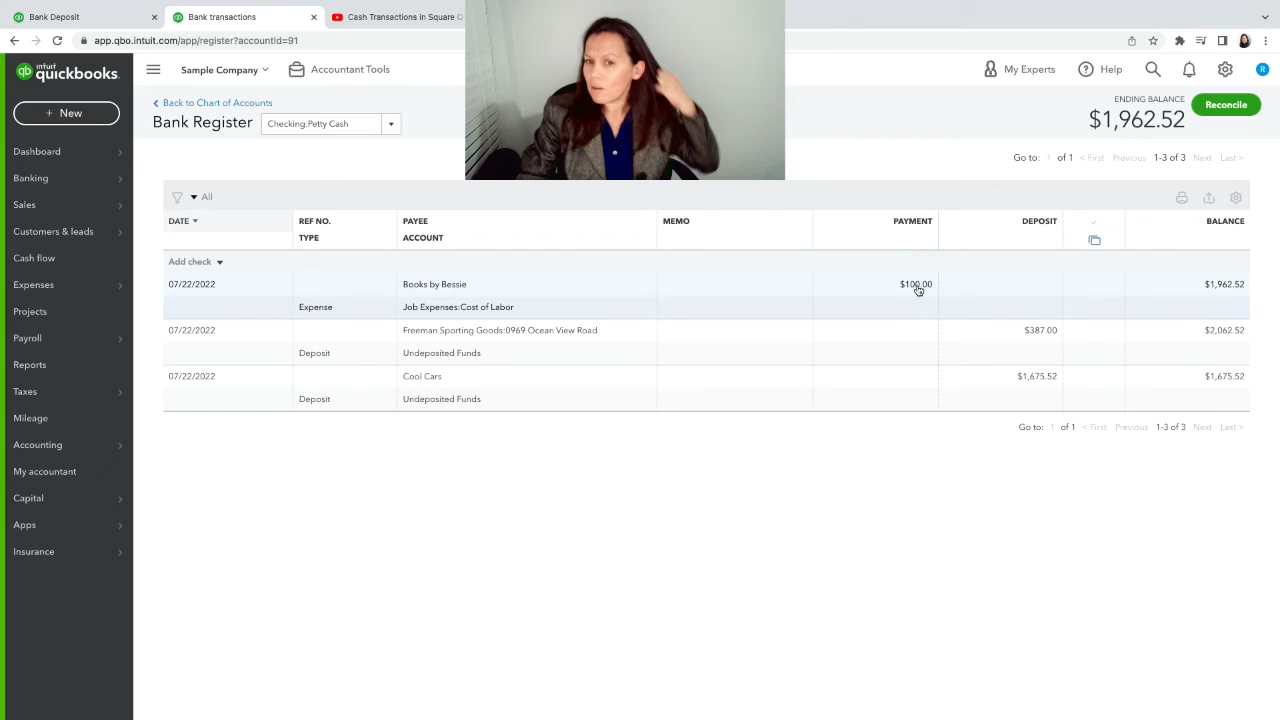 Bank Deposit
Bank transactions
Cash Transactions in Square Q
app.qbo.intuit.com/app/register?accountId=91
intuit
quickbooks.
Sample Company
Accountant Tools
My Experts
Help
R
+ New
Back to Chart of Accounts
Bank Register
Checking:Petty Cash
ENDING BALANCE
$1,962.52
Reconcile
Go to: 1 of 1 < First Previous 1-3 of 3 Next Last >
Dashboard
Banking
Sales
Customers & leads
Cash flow
Expenses
Projects
Payroll
Reports
Taxes
Mileage
Accounting
My accountant
Capital
Apps
Insurance
All
DATE REF NO. PAYEE MEMO PAYMENT DEPOSIT BALANCE
TYPE ACCOUNT
Add check
07/22/2022 Books by Bessie $100.00 $1,962.52
Expense Job Expenses:Cost of Labor
07/22/2022 Freeman Sporting Goods:0969 Ocean View Road $387.00 $2,062.52
Deposit Undeposited Funds
07/22/2022 Cool Cars $1,675.52 $1,675.52
Deposit Undeposited Funds
Go to: 1 of 1 < First Previous 1-3 of 3 Next Last >